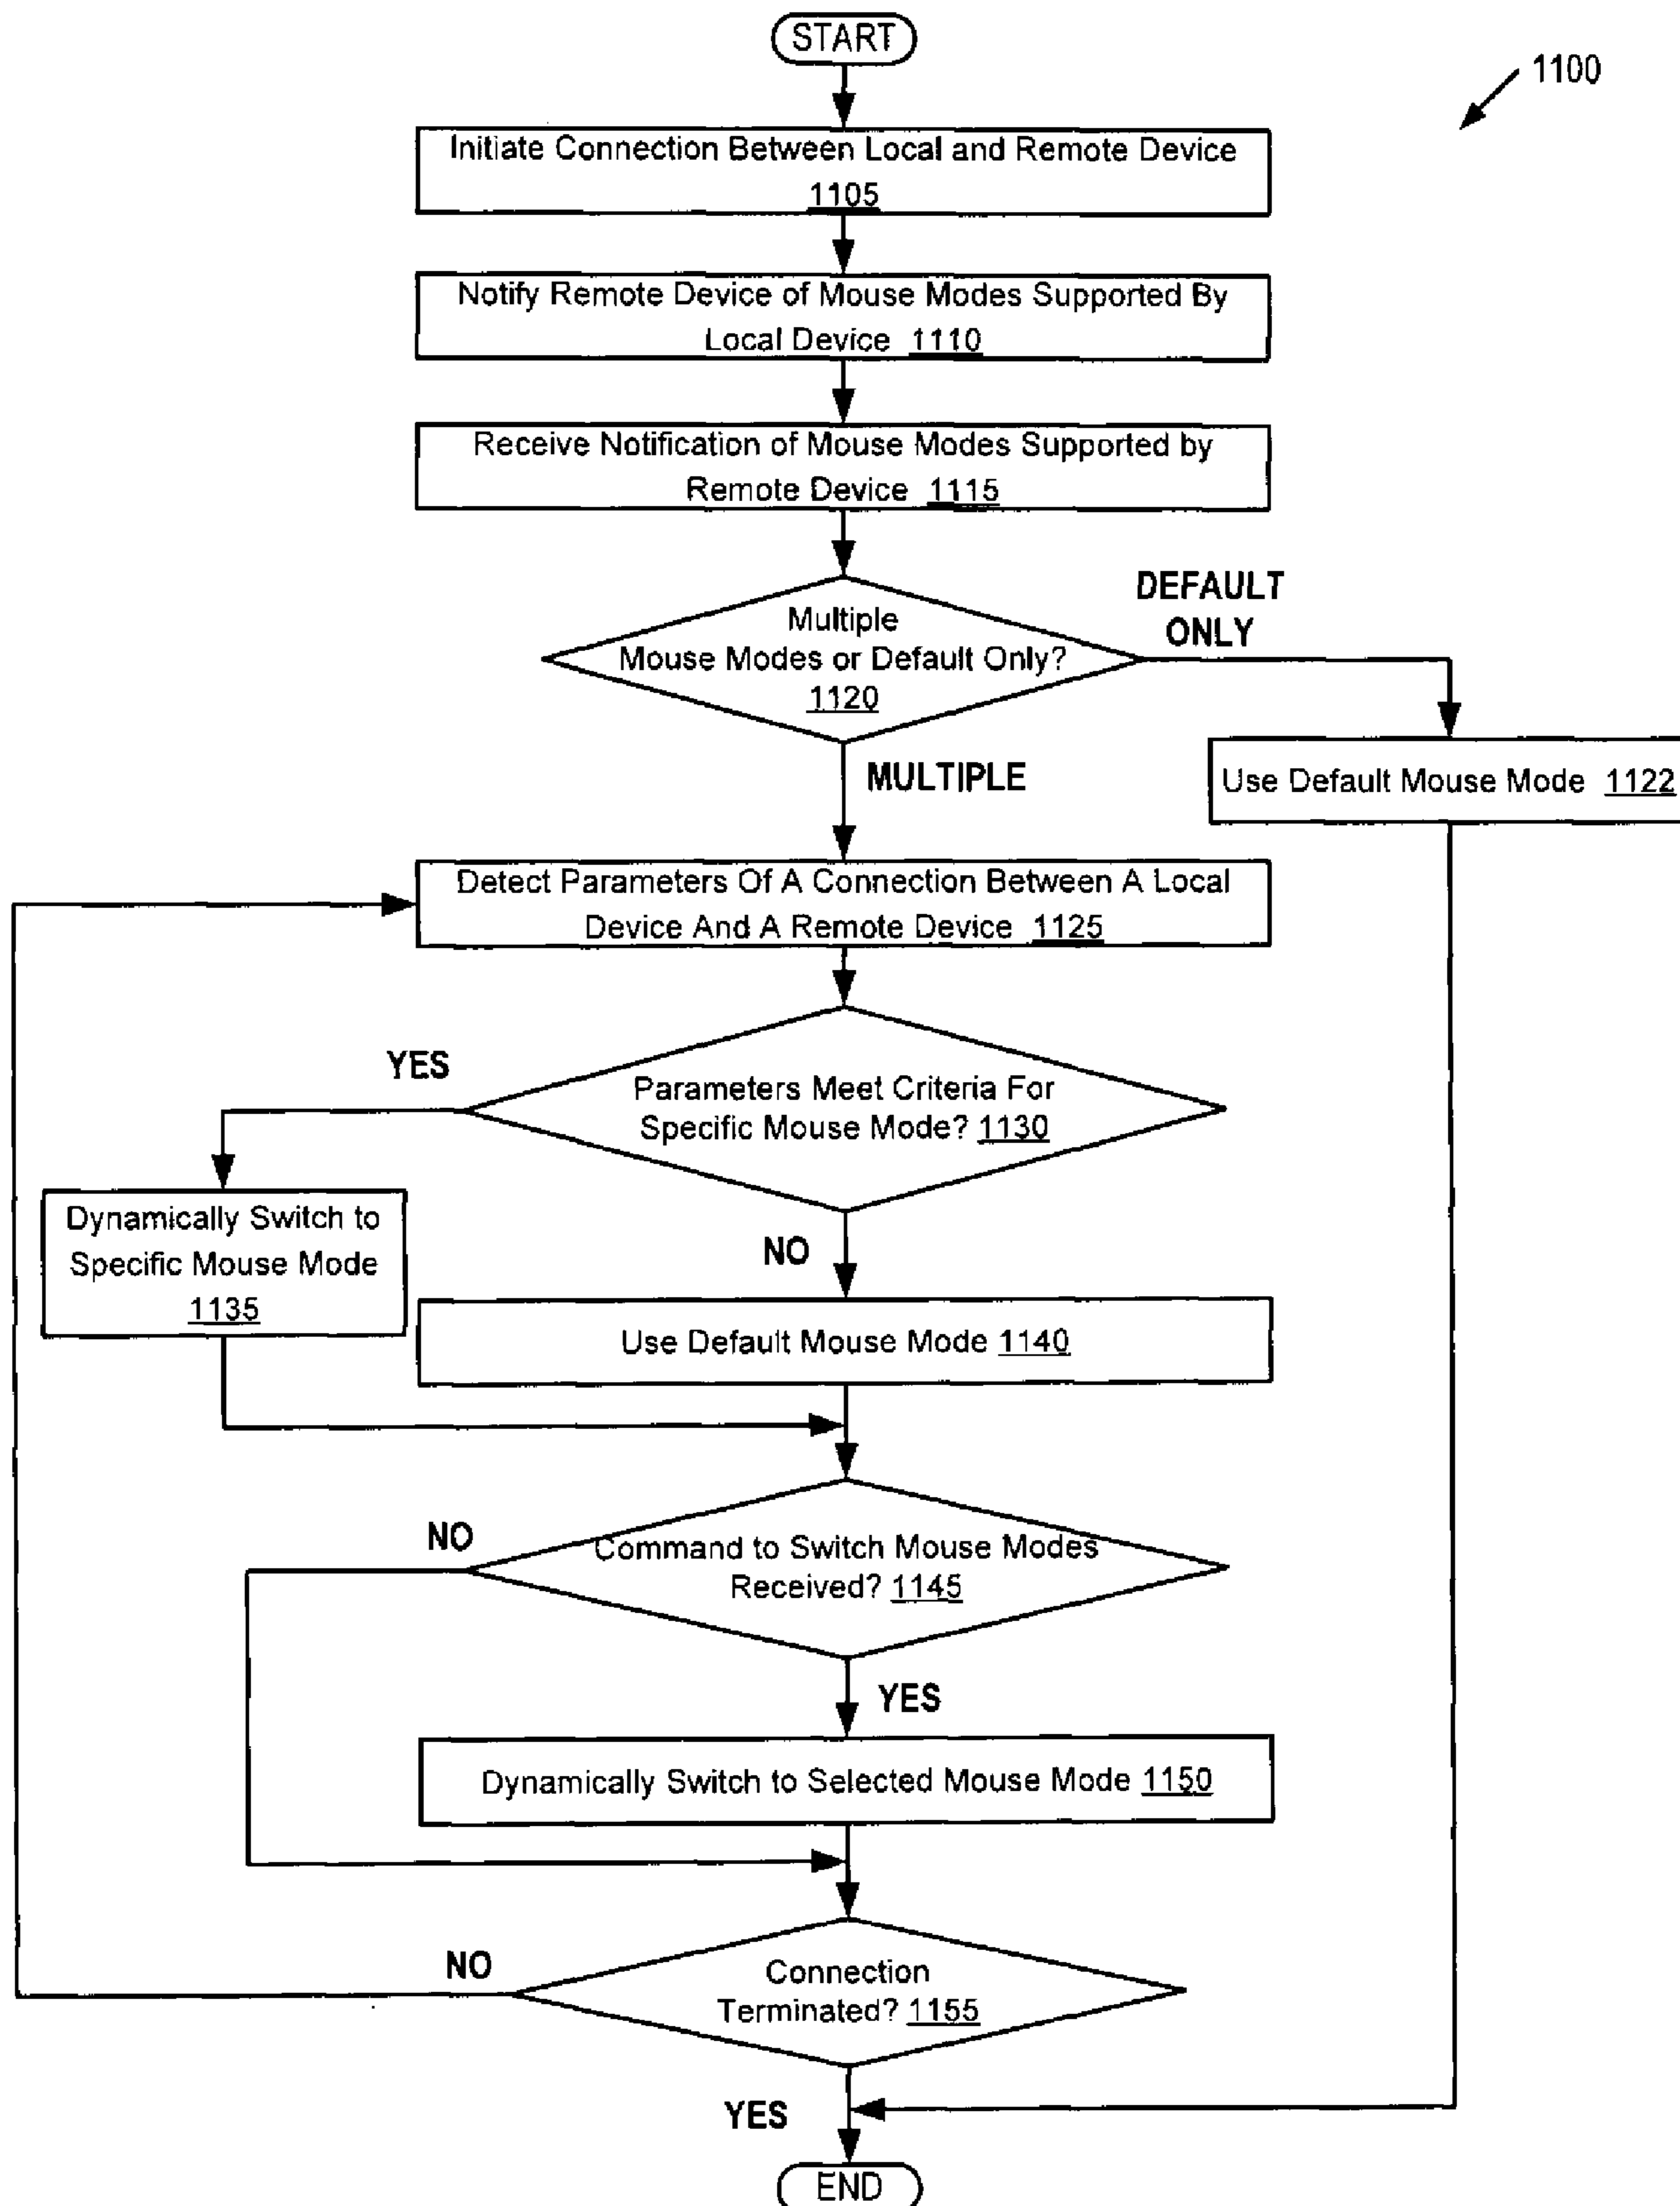 START
1100
Initiate Connection Between Local and Remote Device
1105
Notify Remote Device of Mouse Modes Supported By
Local Device 1110
Receive Notification of Mouse Modes Supported by
Remote Device 1115
Multiple
Mouse Modes or Default Only?
1120
DEFAULT
ONLY
MULTIPLE
Use Default Mouse Mode 1122
Detect Parameters Of A Connection Between A Local
Device And A Remote Device 1125
Parameters Meet Criteria For
Specific Mouse Mode? 1130
YES
Dynamically Switch to
Specific Mouse Mode
1135
NO
Use Default Mouse Mode 1140
Command to Switch Mouse Modes
Received? 1145
NO
YES
Dynamically Switch to Selected Mouse Mode 1150
Connection
Terminated? 1155
NO
YES
END